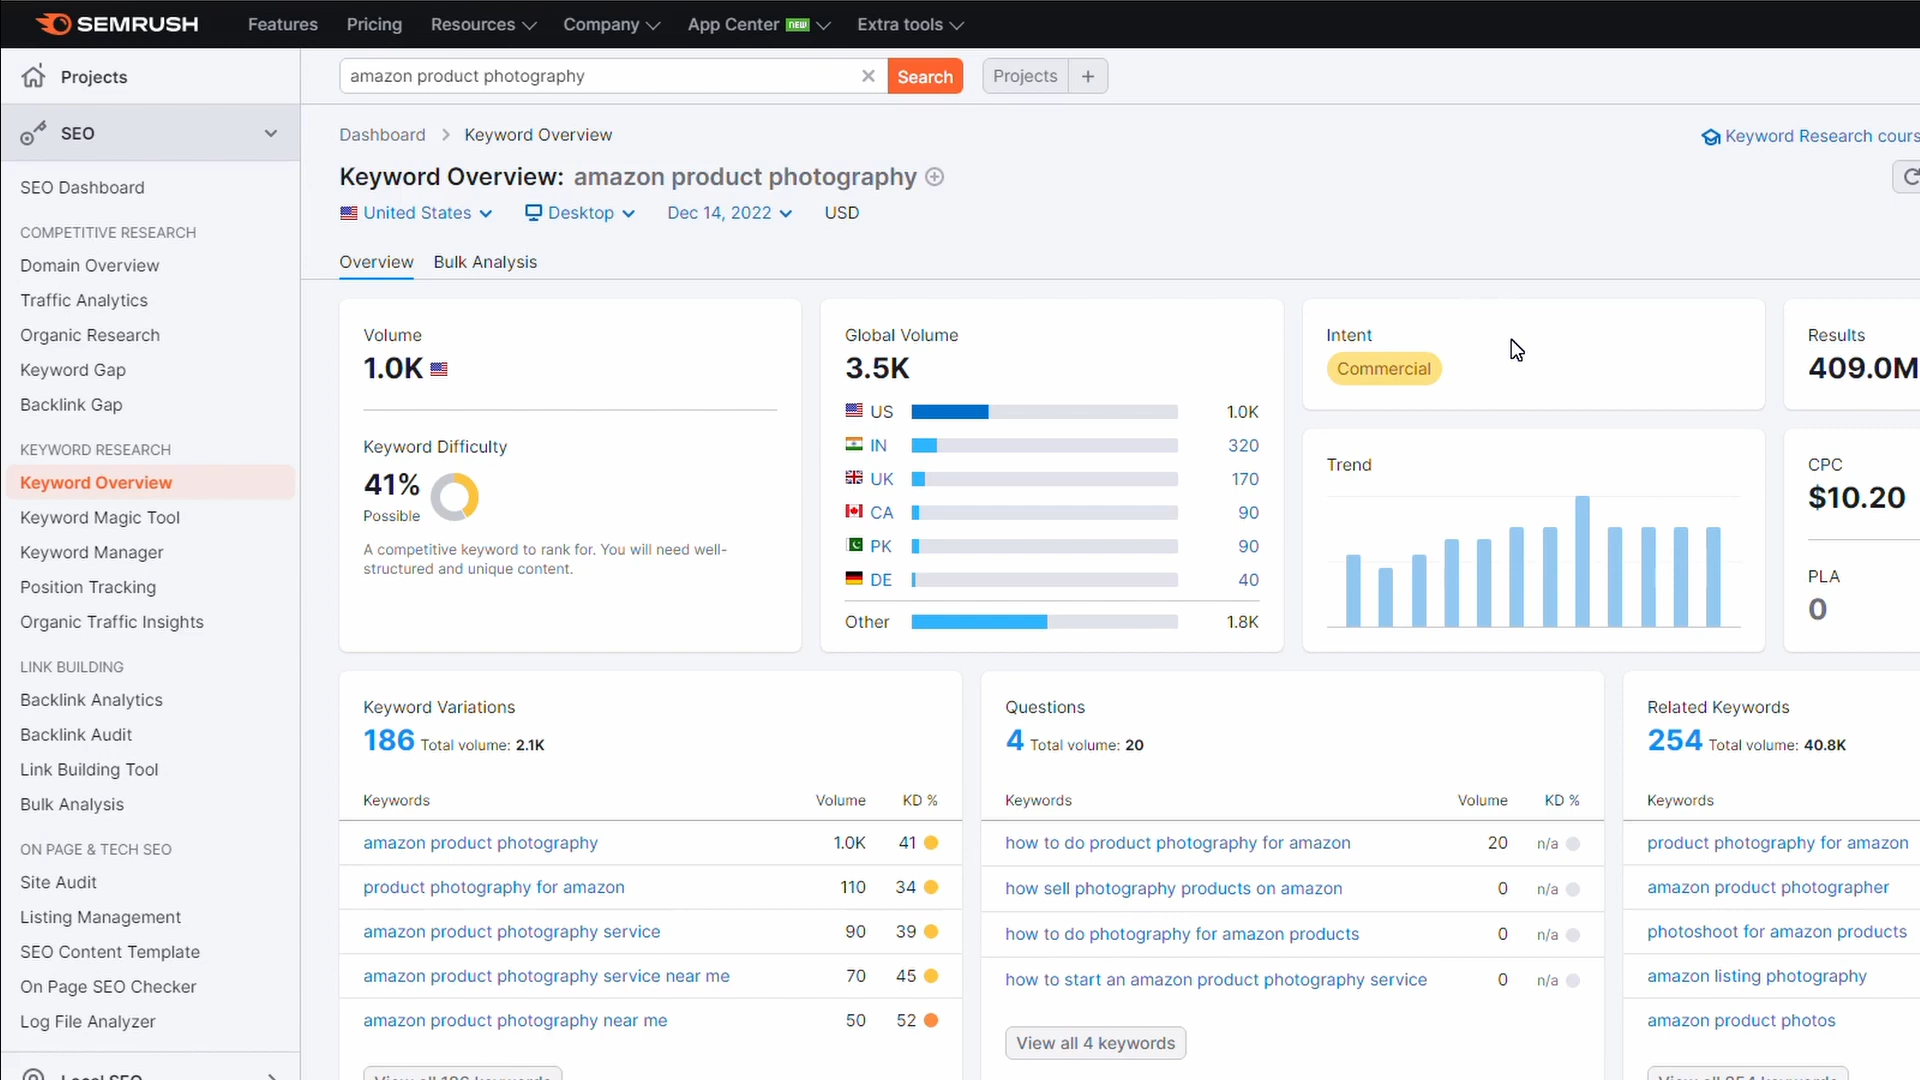 SEMRUSH
Features
Pricing
Resources
Company
App Center NEW
Extra tools
Projects
SEO
SEO Dashboard
COMPETITIVE RESEARCH
Domain Overview
Traffic Analytics
Organic Research
Keyword Gap
Backlink Gap
KEYWORD RESEARCH
Keyword Overview
Keyword Magic Tool
Keyword Manager
Position Tracking
Organic Traffic Insights
LINK BUILDING
Backlink Analytics
Backlink Audit
Link Building Tool
Bulk Analysis
ON PAGE & TECH SEO
Site Audit
Listing Management
SEO Content Template
On Page SEO Checker
Log File Analyzer
Local SEO
amazon product photography
Search
Projects
+
Dashboard > Keyword Overview
Keyword Research cours
Keyword Overview: amazon product photography
United States
Desktop
Dec 14, 2022
USD
Overview
Bulk Analysis
Volume
1.0K
Keyword Difficulty
41%
Possible
A competitive keyword to rank for. You will need well-
structured and unique content.
Global Volume
3.5K
US 1.0K
IN 320
UK 170
CA 90
PK 90
DE 40
Other 1.8K
Intent
Commercial
Trend
Results
409.0M
CPC
$10.20
PLA
0
Keyword Variations
186 Total volume: 2.1K
Keywords Volume KD %
amazon product photography 1.0K 41
product photography for amazon 110 34
amazon product photography service 90 39
amazon product photography service near me 70 45
amazon product photography near me 50 52
View all 186 keywords
Questions
4 Total volume: 20
Keywords Volume KD %
how to do product photography for amazon 20 n/a
how sell photography products on amazon 0 n/a
how to do photography for amazon products 0 n/a
how to start an amazon product photography service 0 n/a
View all 4 keywords
Related Keywords
254 Total volume: 40.8K
Keywords
product photography for amazon
amazon product photographer
photoshoot for amazon products
amazon listing photography
amazon product photos
View all 254 keywords